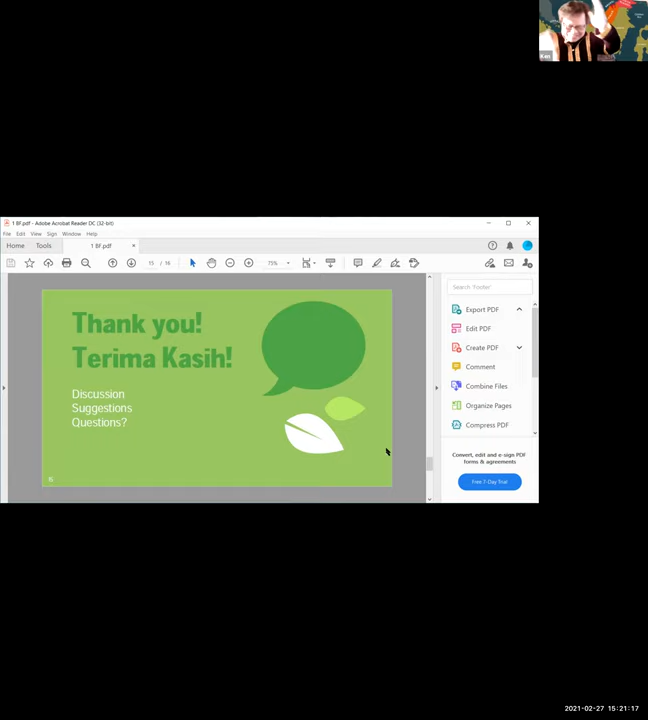 Ken
1 BF.pdf - Adobe Acrobat Reader DC (32-bit)
File Edit View Sign Window Help
Home Tools 1 BF.pdf
15 / 16 75%
Thank you!
Terima Kasih!
Discussion
Suggestions
Questions?
Search 'Footer'
Export PDF
Edit PDF
Create PDF
Comment
Combine Files
Organize Pages
Compress PDF
Convert, edit and e-sign PDF
forms & agreements
Free 7-Day Trial
2021-02-27 15:21:17